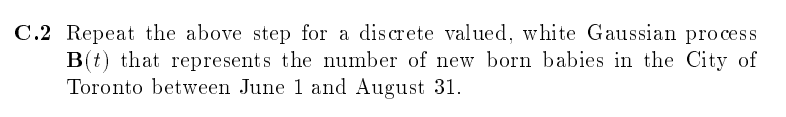 C.2 Repeat the above step for a discrete valued, white Gaussian process
B(t) that represents the number of new born babies in the City of
Toronto between June 1 and August 31.